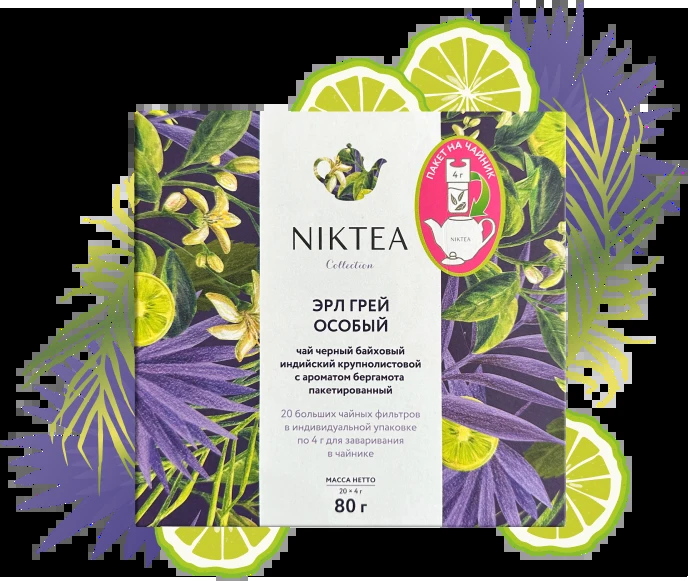 ПАКЕТ НА ЧАЙНИК
4 г
NIKTEA
NIKTEA
Collection
ЭРЛ ГРЕЙ
ОСОБЫЙ
чай черный байховый
индийский крупнолистовой
с ароматом бергамота
пакетированный
20 больших чайных фильтров
в индивидуальной упаковке
по 4 г для заваривания
в чайнике
МАССА НЕТТО
20 × 4 г
80 г